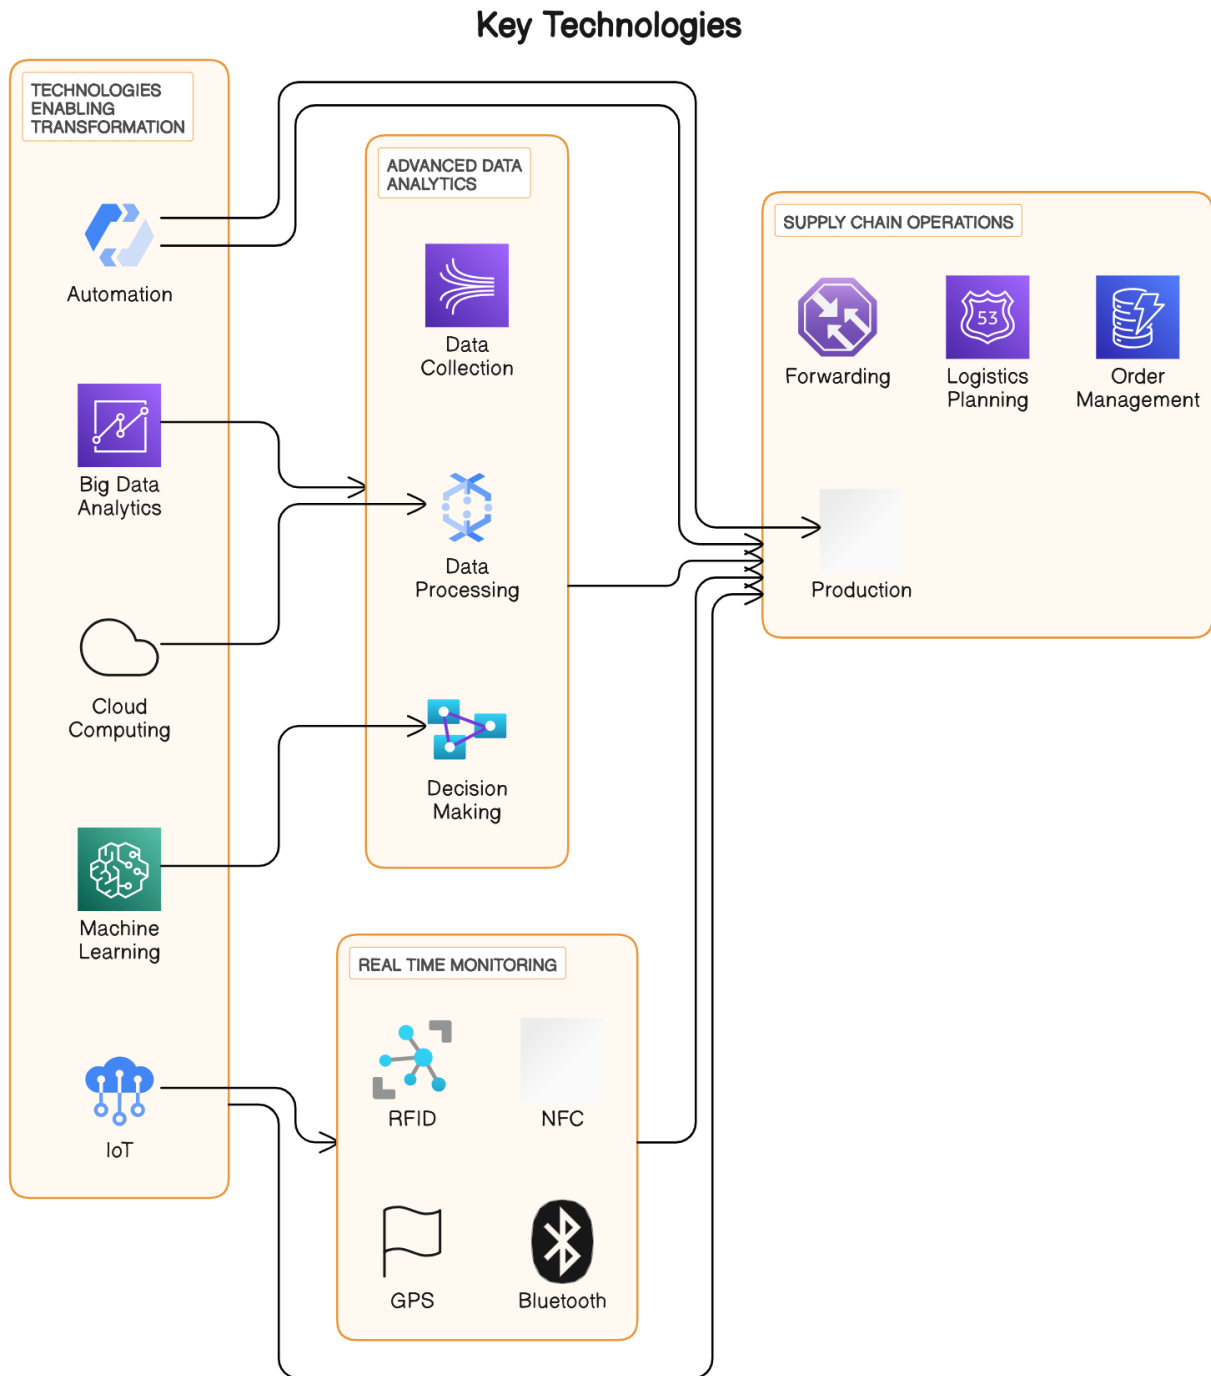 Key Technologies
TECHNOLOGIES
ENABLING
TRANSFORMATION
Automation
Big Data
Analytics
Cloud
Computing
Machine
Learning
IoT
ADVANCED DATA
ANALYTICS
Data
Collection
Data
Processing
Decision
Making
REAL TIME MONITORING
RFID
NFC
GPS
Bluetooth
SUPPLY CHAIN OPERATIONS
Forwarding
53
Logistics
Planning
Order
Management
Production